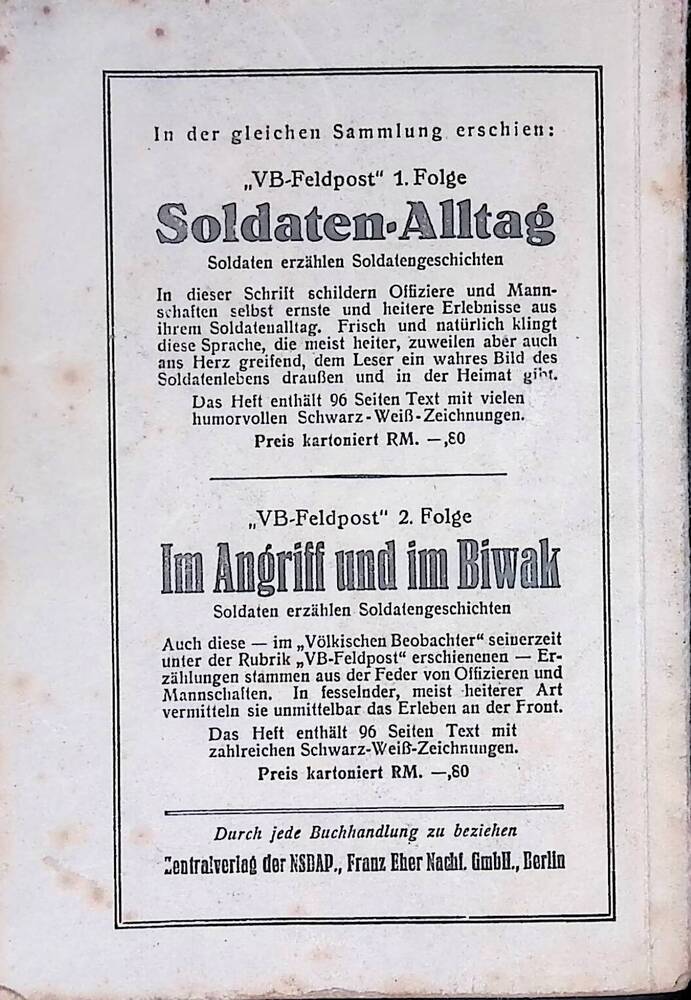 In der gleichen Sammlung erschien:
„VB-Feldpost“ 1. Folge
Soldaten-Alltag
Soldaten erzählen Soldatengeschichten
In dieser Schrift schildern Offiziere und Mann-
schaften selbst ernste und heitere Erlebnisse aus
ihrem Soldatenalltag. Frisch und natürlich klingt
diese Sprache, die meist heiter, zuweilen aber auch
ans Herz greifend, dem Leser ein wahres Bild des
Soldatenlebens draußen und in der Heimat gibt.
Das Heft enthält 96 Seiten Text mit vielen
humorvollen Schwarz-Weiß-Zeichnungen.
Preis kartoniert RM. —,80
„VB-Feldpost“ 2. Folge
Im Angriff und im Biwak
Soldaten erzählen Soldatengeschichten
Auch diese — im „Völkischen Beobachter“ seinerzeit
unter der Rubrik „VB-Feldpost“ erschienenen — Er-
zählungen stammen aus der Feder von Offizieren und
Mannschaften. In fesselnder, meist heiterer Art
vermitteln sie unmittelbar das Erleben an der Front.
Das Heft enthält 96 Seiten Text mit
zahlreichen Schwarz-Weiß-Zeichnungen.
Preis kartoniert RM. —,80
Durch jede Buchhandlung zu beziehen
Zentralverlag der NSDAP., Franz Eher Nachf. GmbH., Berlin